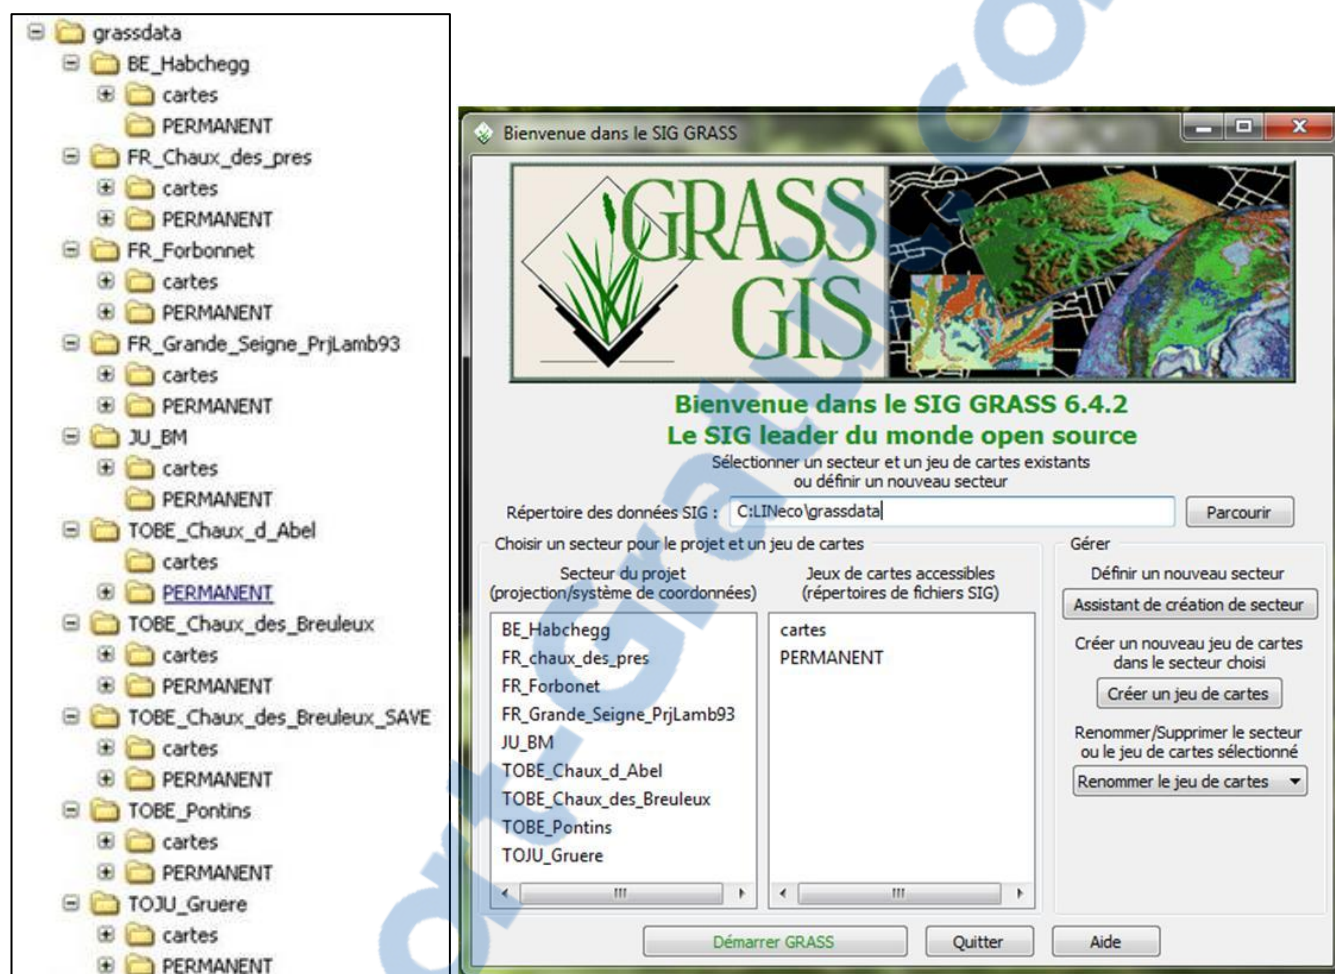 grassdata
BE_Habchegg
cartes
PERMANENT
FR_Chaux_des_pres
cartes
PERMANENT
FR_Forbonnet
cartes
PERMANENT
FR_Grande_Seigne_PrjLamb93
cartes
PERMANENT
JU_BM
cartes
PERMANENT
TOBE_Chaux_d_Abel
cartes
PERMANENT
TOBE_Chaux_des_Breuleux
cartes
PERMANENT
TOBE_Chaux_des_Breuleux_SAVE
cartes
PERMANENT
TOBE_Pontins
cartes
PERMANENT
TOJU_Gruere
cartes
PERMANENT
Bienvenue dans le SIG GRASS
GRASS
GIS
Bienvenue dans le SIG GRASS 6.4.2
Le SIG leader du monde open source
Sélectionner un secteur et un jeu de cartes existants
ou définir un nouveau secteur
Répertoire des données SIG : C:LINeco\grassdata Parcourir
Choisir un secteur pour le projet et un jeu de cartes
Secteur du projet
(projection/système de coordonnées)
BE_Habchegg
FR_chaux_des_pres
FR_Forbonet
FR_Grande_Seigne_PrjLamb93
JU_BM
TOBE_Chaux_d_Abel
TOBE_Chaux_des_Breuleux
TOBE_Pontins
TOJU_Gruere
Jeux de cartes accessibles
(répertoires de fichiers SIG)
cartes
PERMANENT
Gérer
Définir un nouveau secteur
Assistant de création de secteur
Créer un nouveau jeu de cartes
dans le secteur choisi
Créer un jeu de cartes
Renommer/Supprimer le secteur
ou le jeu de cartes sélectionné
Renommer le jeu de cartes
Démarrer GRASS Quitter Aide